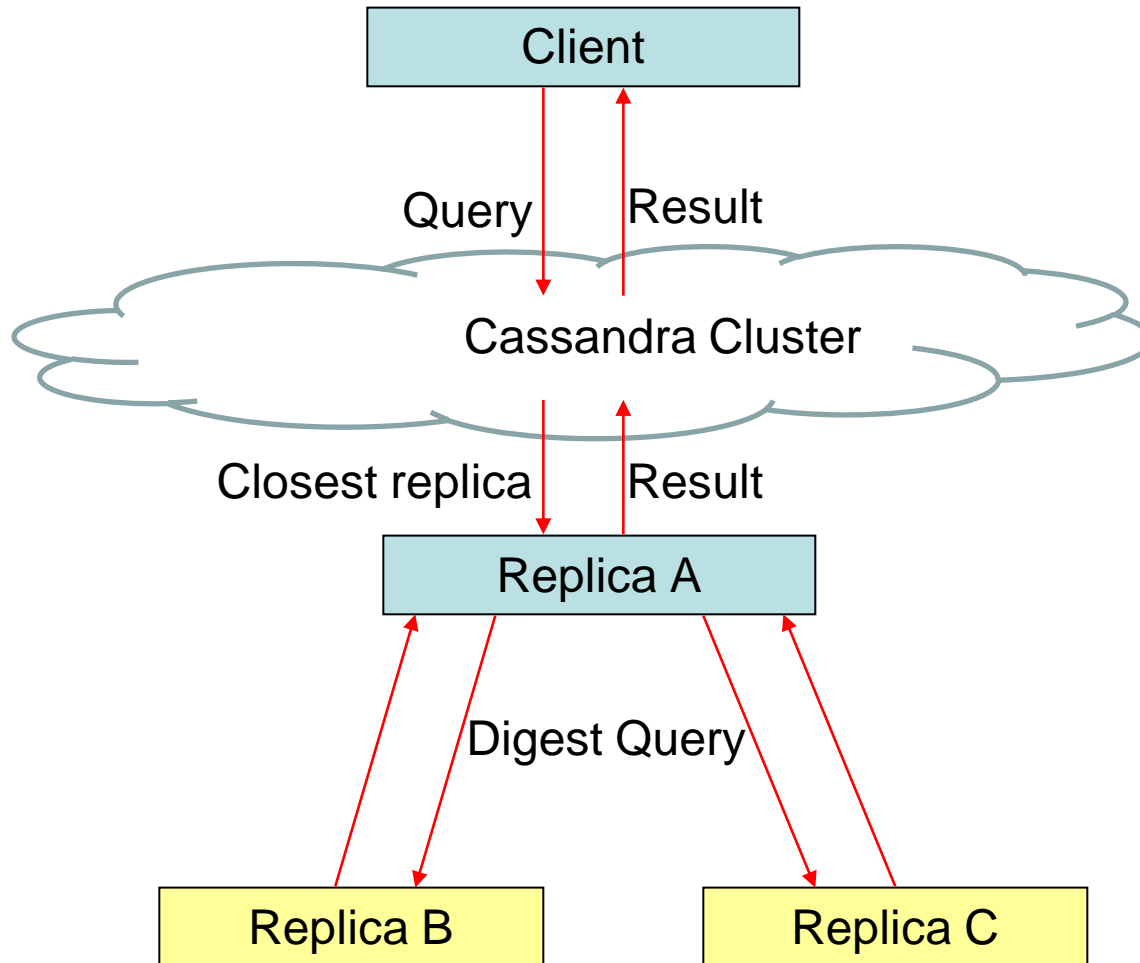 Client
Query
Result
Cassandra Cluster
Closest replica
Result
Replica A
Digest Query
Replica B
Replica C